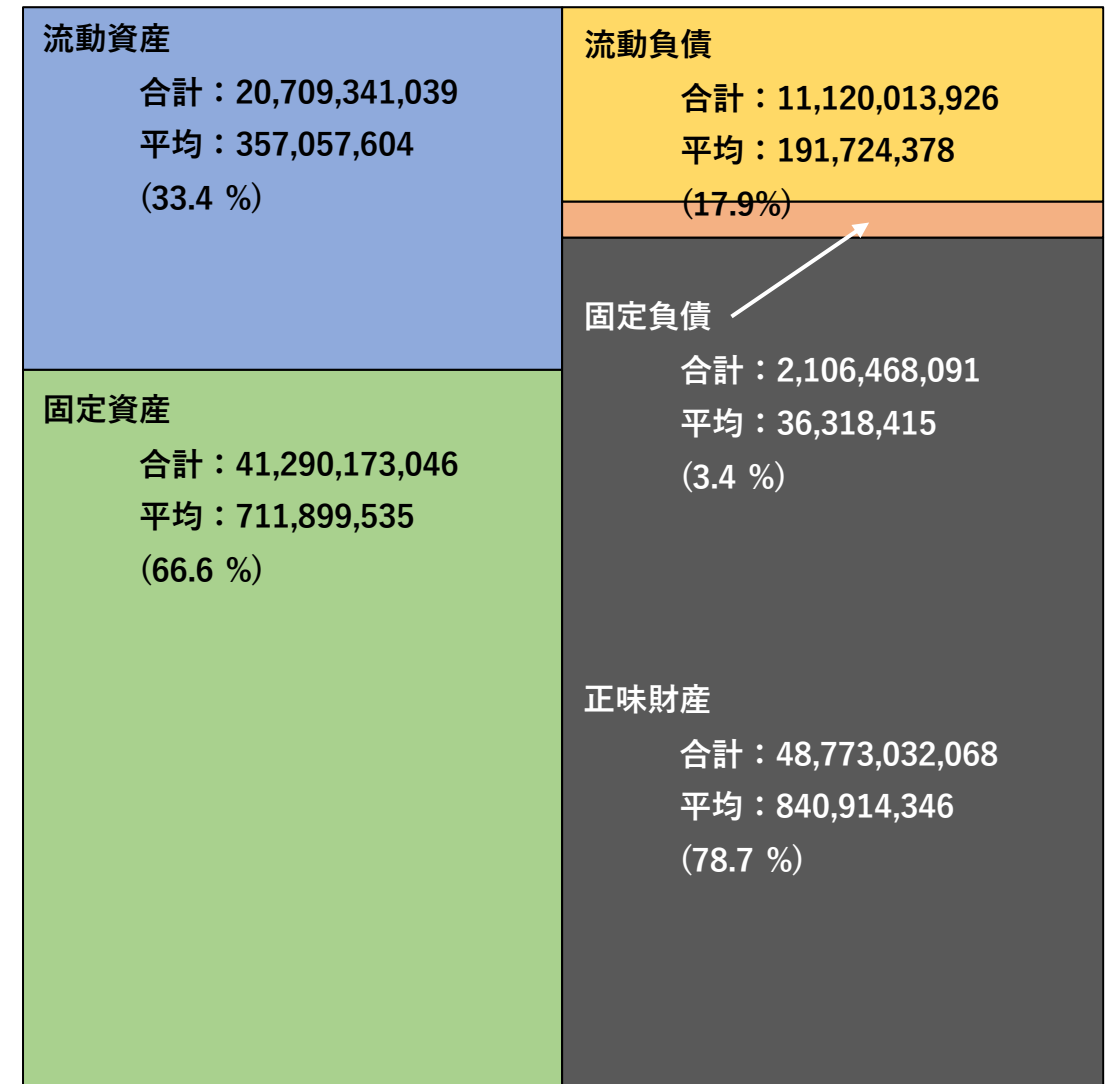 流動資産
合計：20,709,341,039
平均：357,057,604
(33.4 %)
固定資産
合計：41,290,173,046
平均：711,899,535
(66.6 %)
流動負債
合計：11,120,013,926
平均：191,724,378
(17.9%)
固定負債
合計：2,106,468,091
平均：36,318,415
(3.4 %)
正味財産
合計：48,773,032,068
平均：840,914,346
(78.7 %)